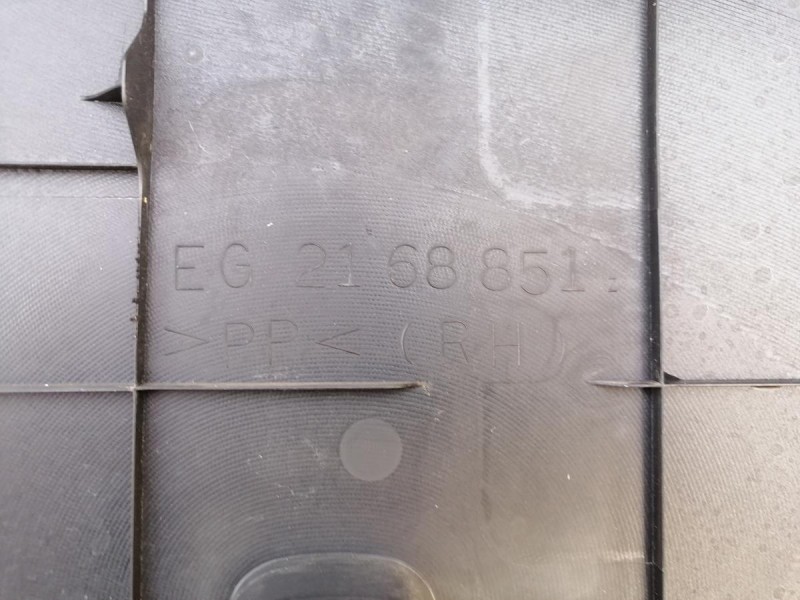 EG 21 68 851.
>PP< (RH)